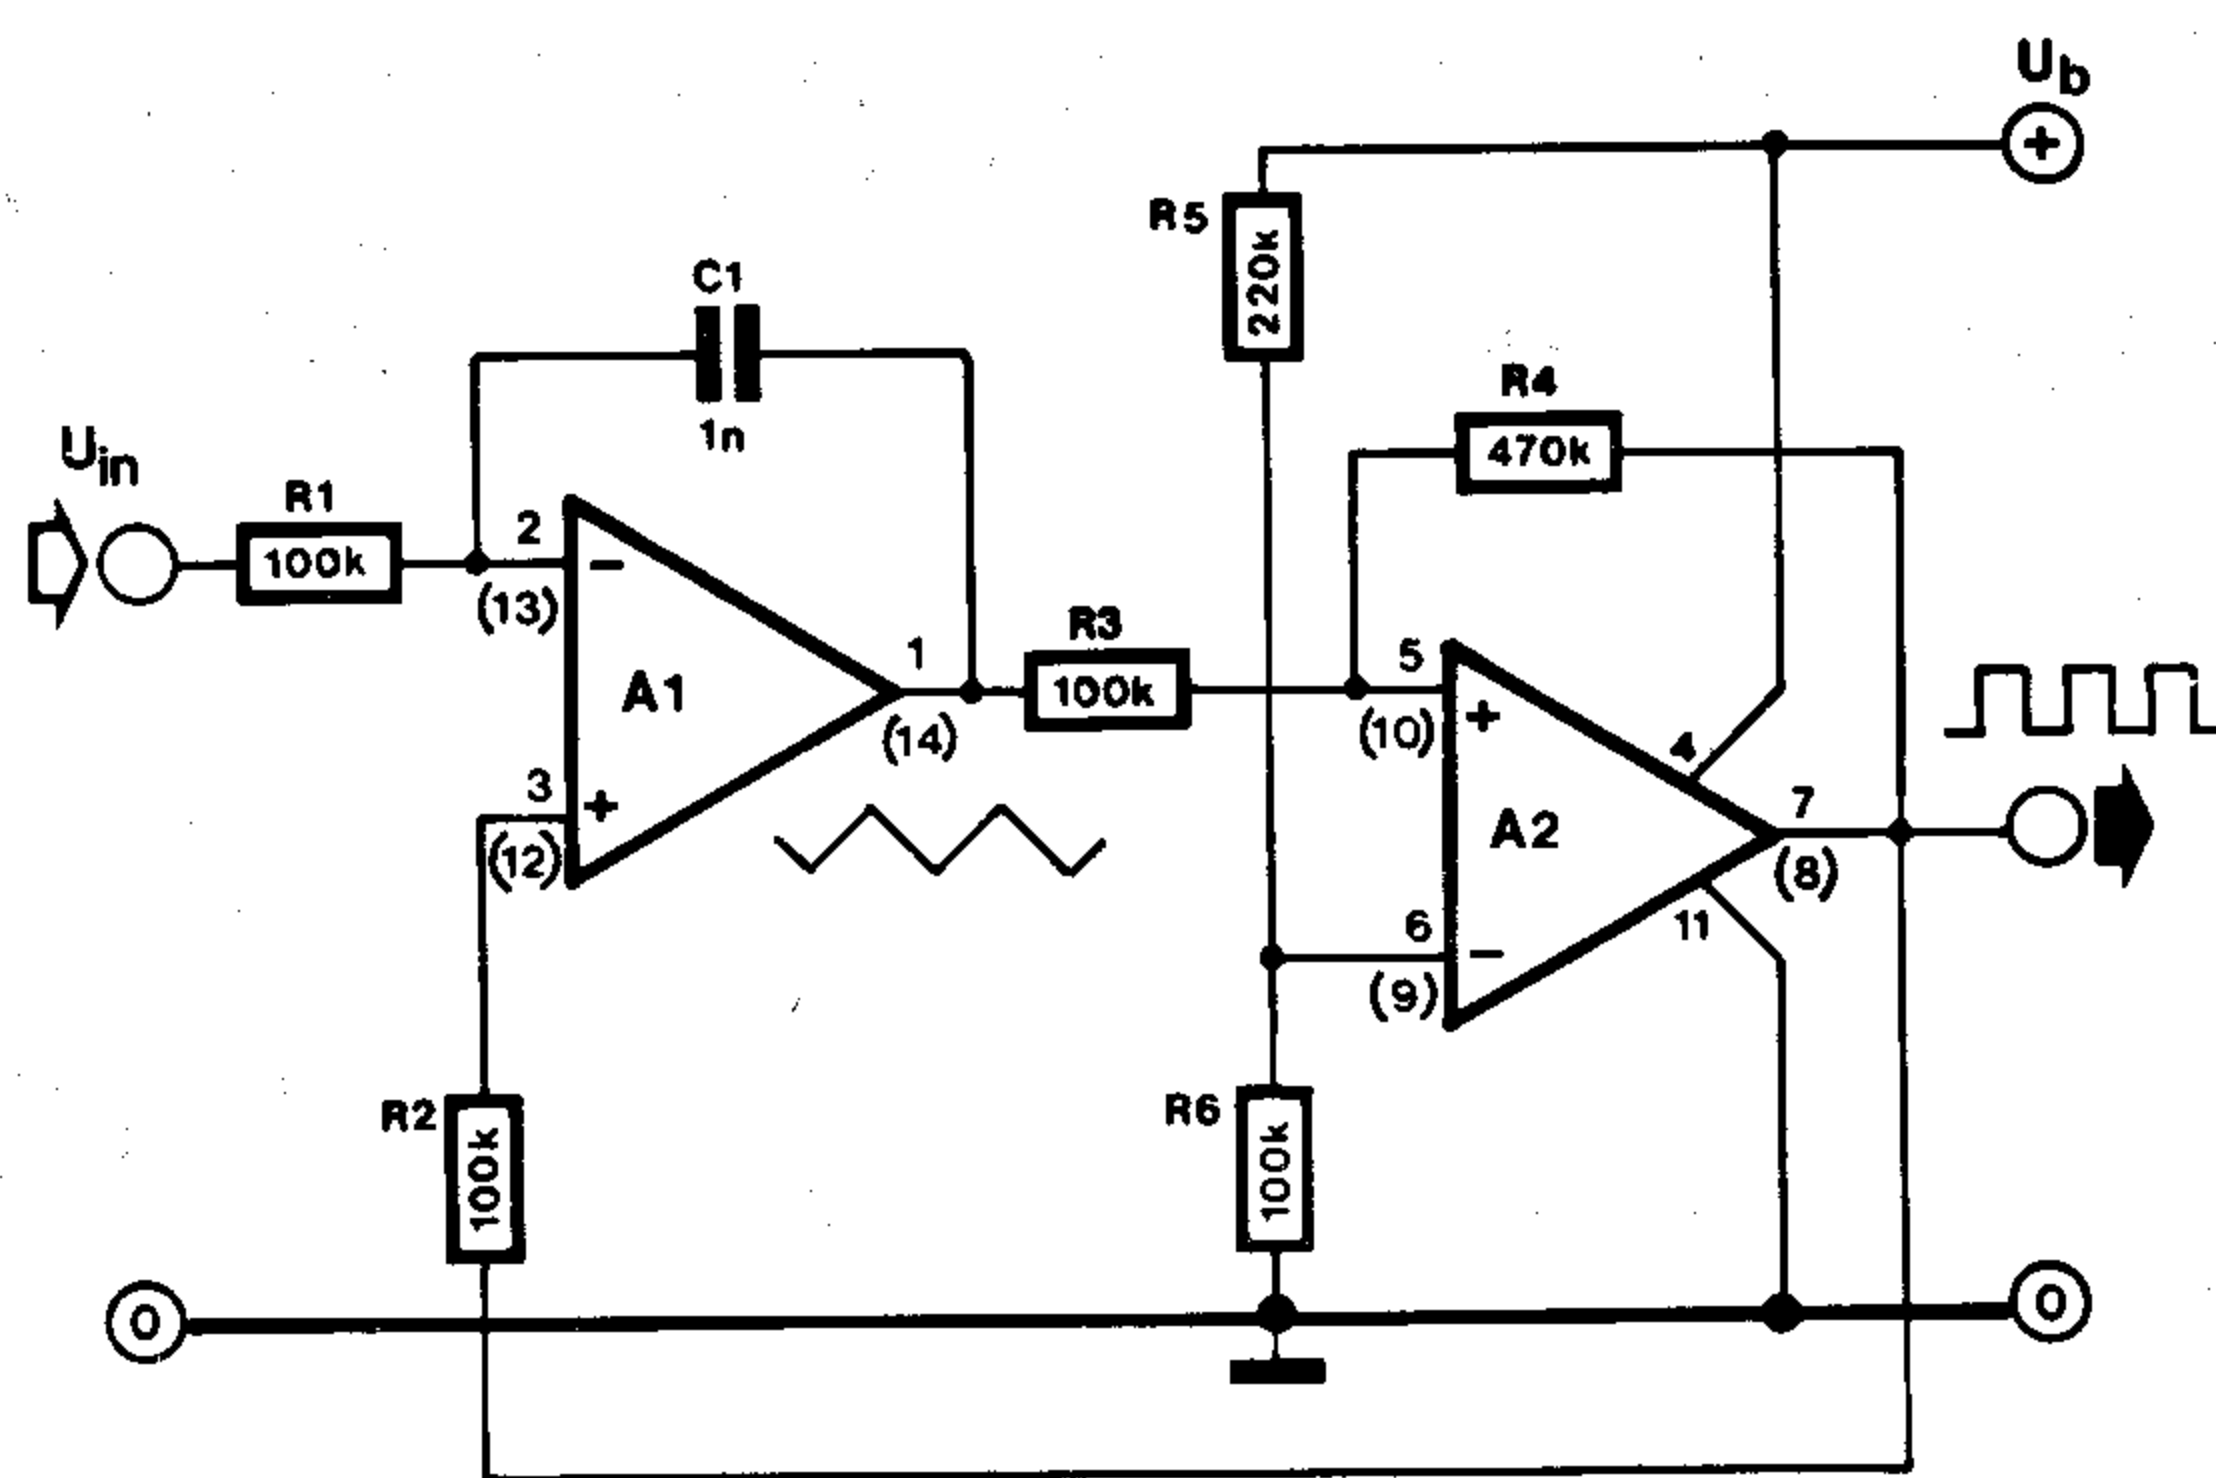 Ub
+
R5
220k
C1
1n
R4
470k
Uin
R1
100k
2
(13)
−
A1
3
+
(12)
1
(14)
R3
100k
5
(10)
+
A2
4
7
(8)
11
6
(9)
−
R2
100k
R6
100k
0
0